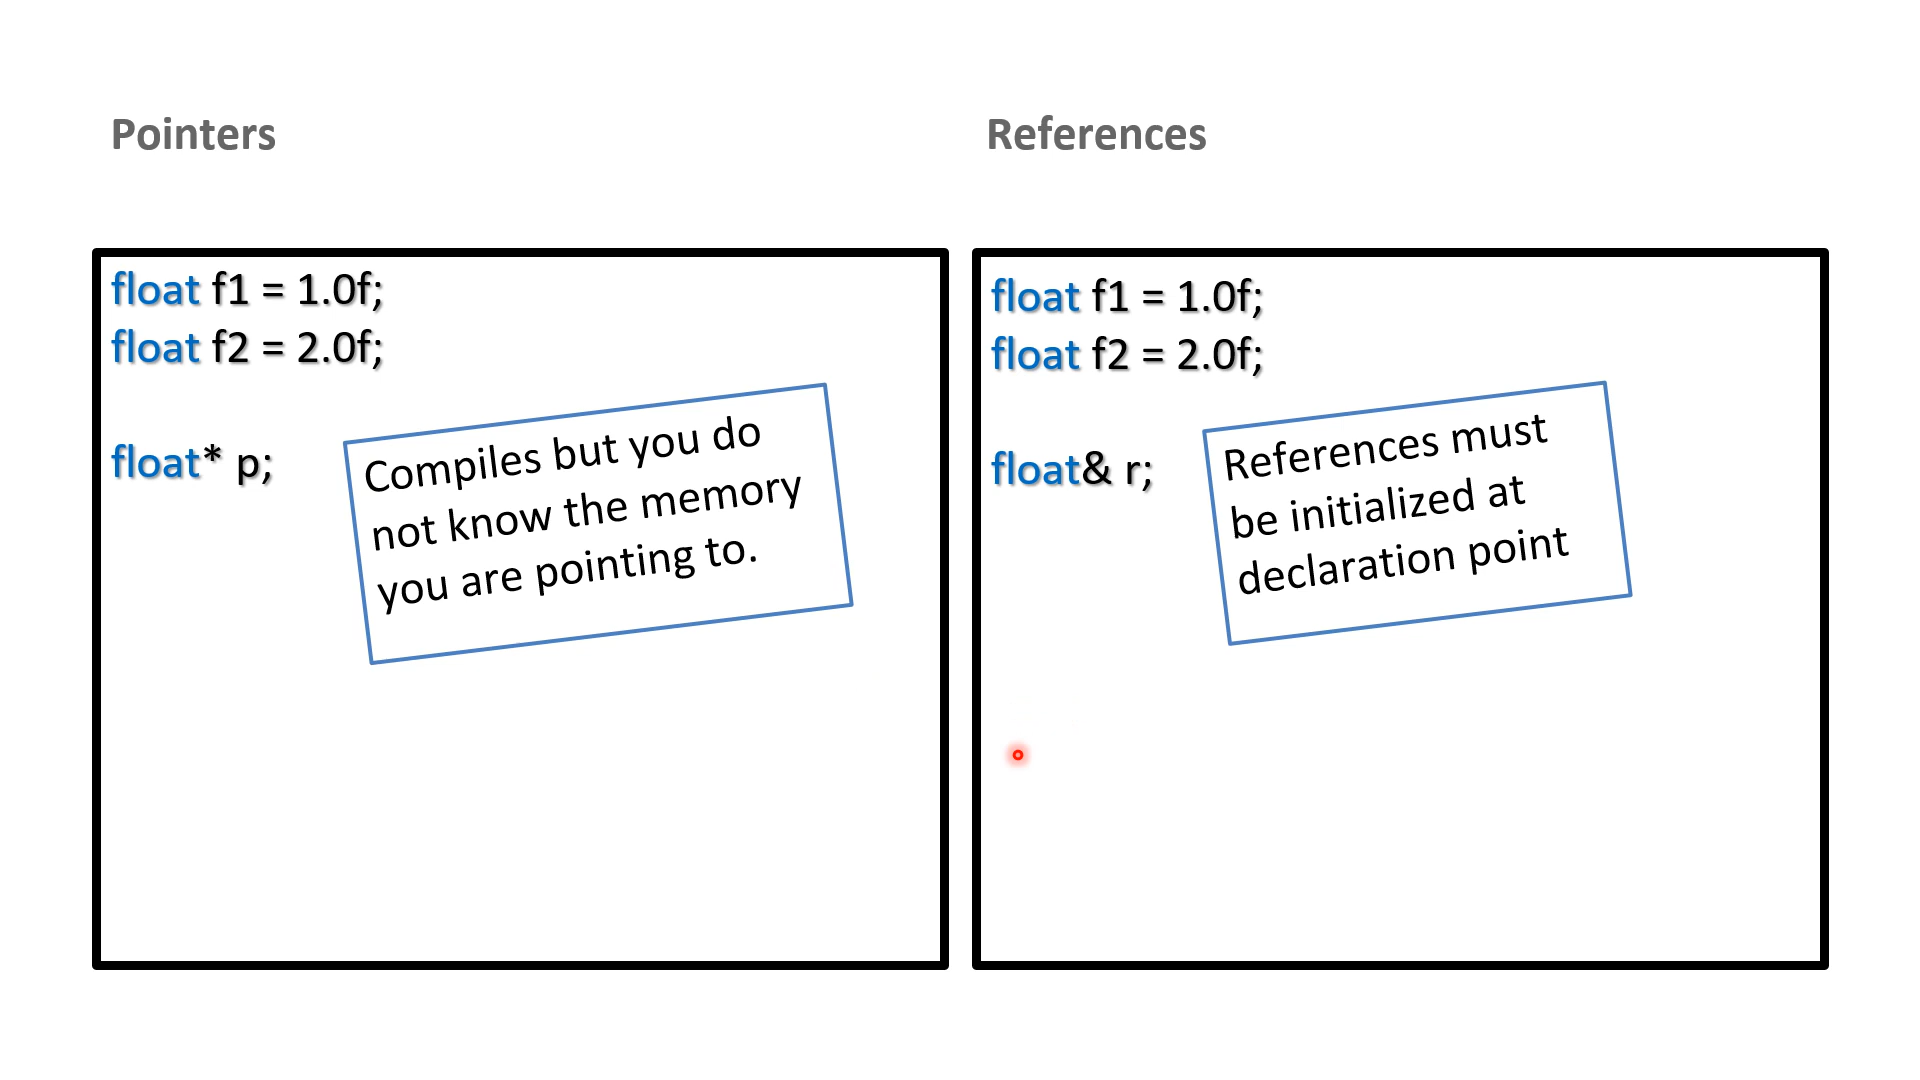 Pointers
float f1 = 1.0f;
float f2 = 2.0f;
float* p;
Compiles but you do
not know the memory
you are pointing to.
References
float f1 = 1.0f;
float f2 = 2.0f;
float& r;
References must
be initialized at
declaration point